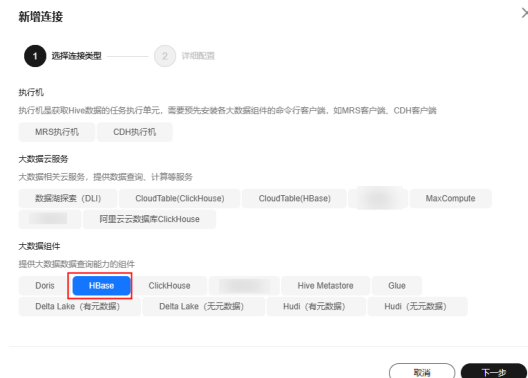 新增连接
1 选择连接类型 2 详细配置
执行机
执行机是获取Hive数据的任务执行单元，需要预先安装各大数据组件的命令行客户端，如MRS客户端、CDH客户端
MRS执行机 CDH执行机
大数据云服务
大数据相关云服务，提供数据查询、计算等服务
数据湖探索（DLI） CloudTable(ClickHouse) CloudTable(HBase) MaxCompute
阿里云云数据库ClickHouse
大数据组件
提供大数据数据查询能力的组件
Doris HBase ClickHouse Hive Metastore Glue
Delta Lake（有元数据） Delta Lake（无元数据） Hudi（有元数据） Hudi（无元数据）
取消 下一步